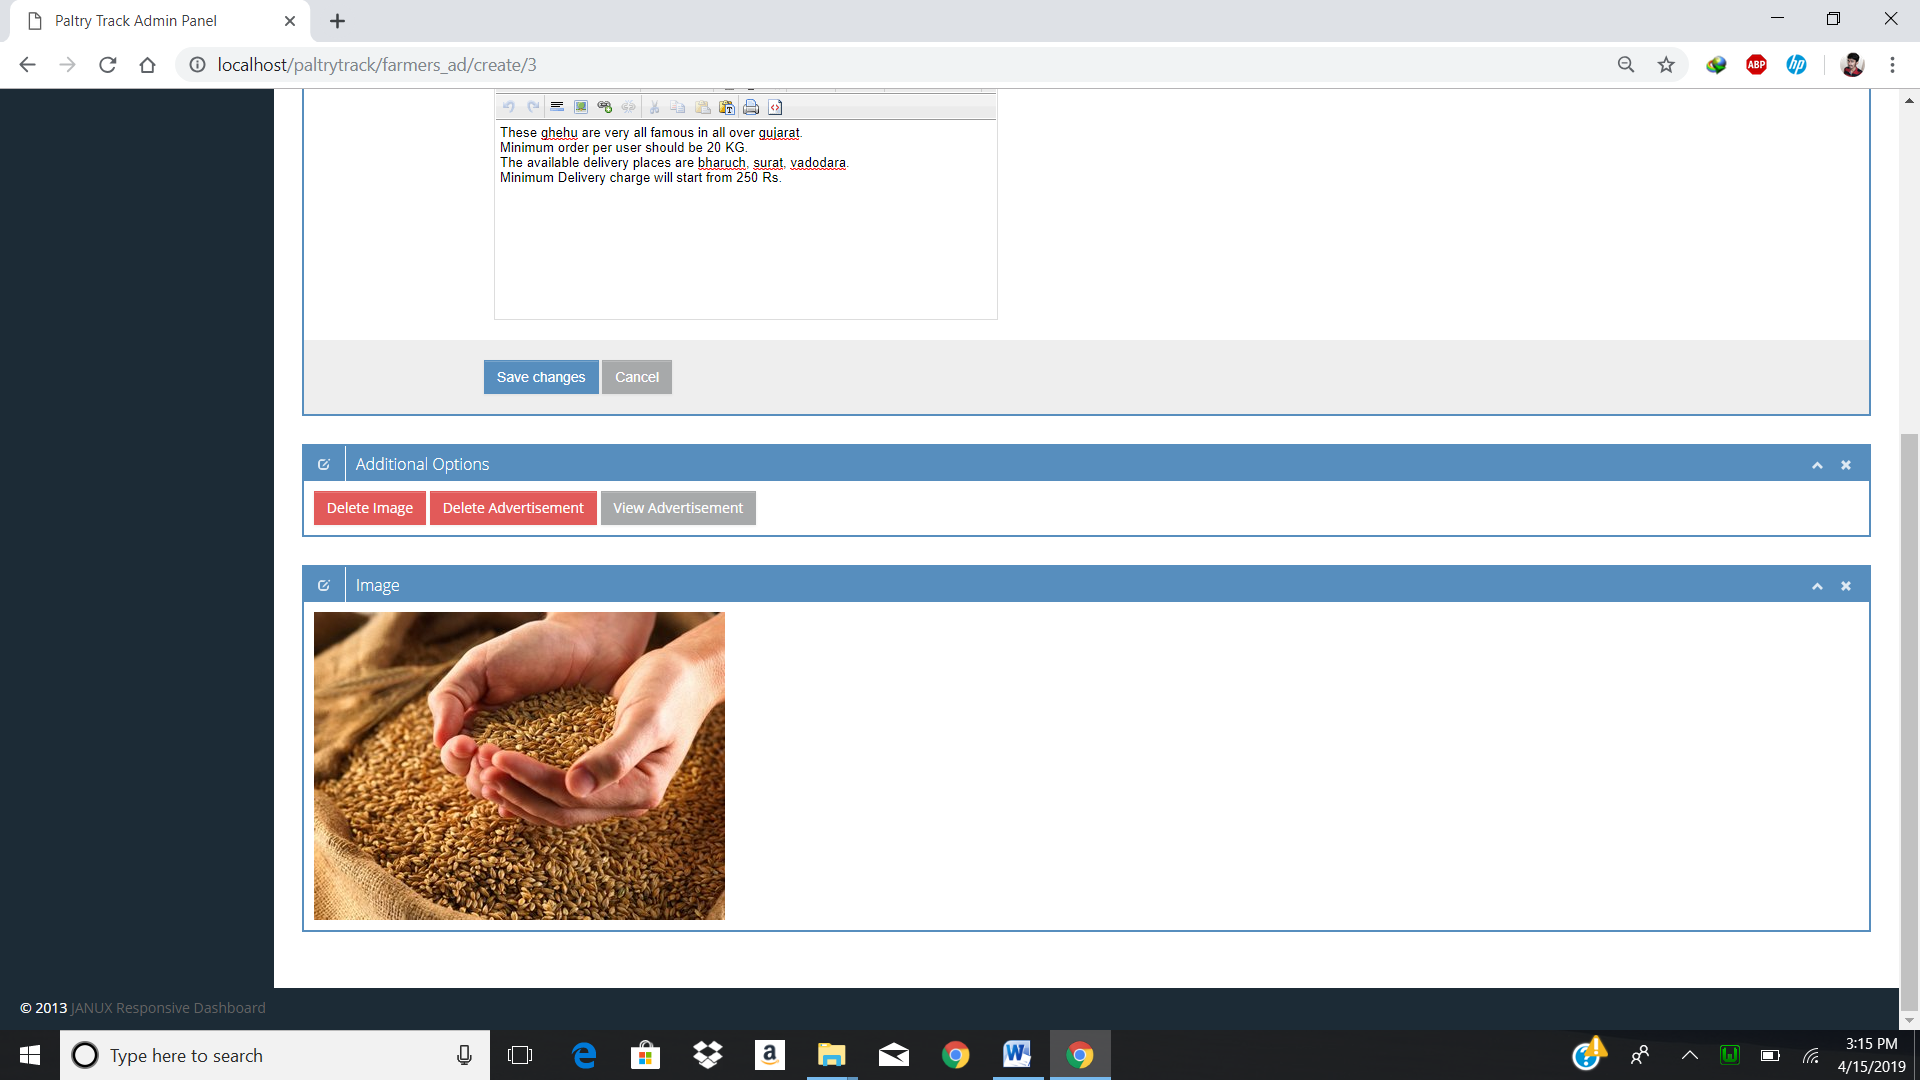 Paltry Track Admin Panel
localhost/paltrytrack/farmers_ad/create/3
ABP
hp
These ghehu are very all famous in all over gujarat.
Minimum order per user should be 20 KG.
The available delivery places are bharuch, surat, vadodara.
Minimum Delivery charge will start from 250 Rs.
Save changes
Cancel
Additional Options
Delete Image
Delete Advertisement
View Advertisement
Image
© 2013 JANUX Responsive Dashboard
Type here to search
3:15 PM
4/15/2019